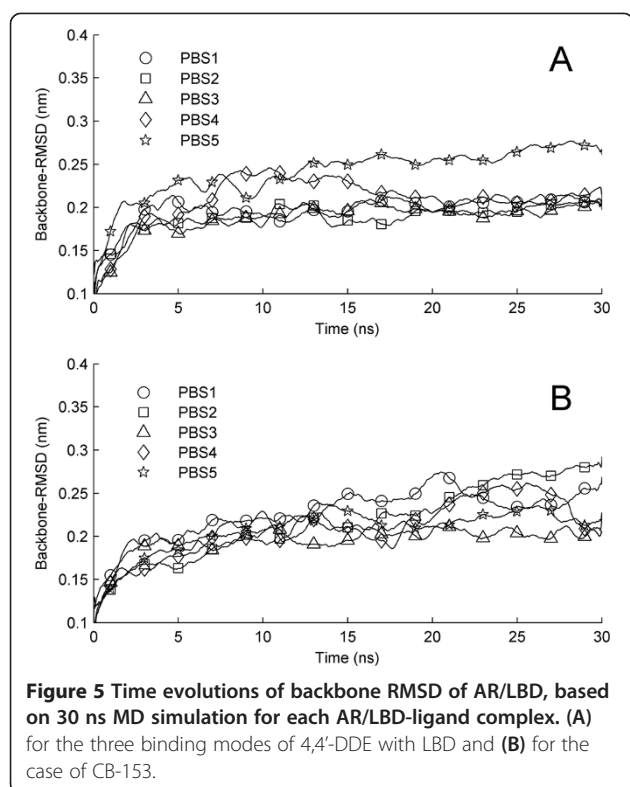 A
PBS1
PBS2
PBS3
PBS4
PBS5
0.4
0.35
0.3
0.25
0.2
0.15
0.1
Backbone-RMSD (nm)
0 5 10 15 20 25 30
Time (ns)
B
PBS1
PBS2
PBS3
PBS4
PBS5
0.4
0.35
0.3
0.25
0.2
0.15
0.1
Backbone-RMSD (nm)
0 5 10 15 20 25 30
Time (ns)
Figure 5 Time evolutions of backbone RMSD of AR/LBD, based
on 30 ns MD simulation for each AR/LBD-ligand complex. (A)
for the three binding modes of 4,4′-DDE with LBD and (B) for the
case of CB-153.